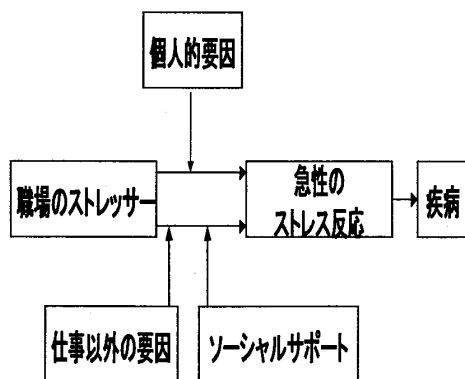 個人的要因
職場のストレッサー
急性の
ストレス反応
疾病
仕事以外の要因
ソーシャルサポート